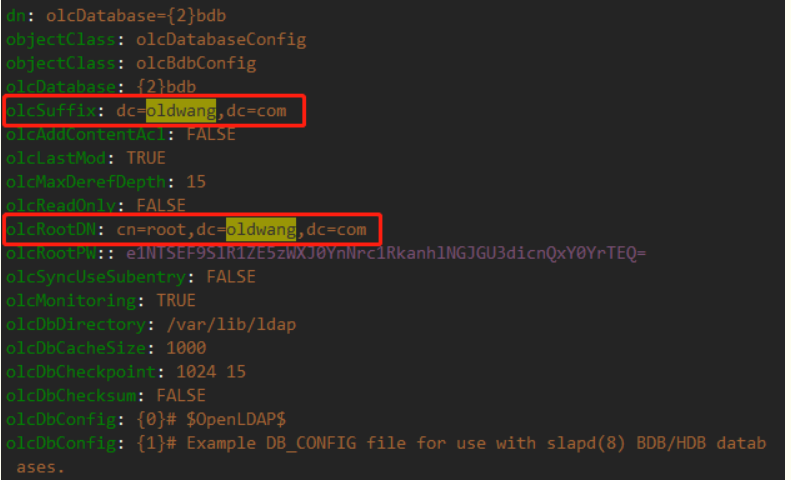 dn: olcDatabase={2}bdb
objectClass: olcDatabaseConfig
objectClass: olcBdbConfig
olcDatabase: {2}bdb
olcSuffix: dc=oldwang,dc=com
olcAddContentAcl: FALSE
olcLastMod: TRUE
olcMaxDerefDepth: 15
olcReadOnly: FALSE
olcRootDN: cn=root,dc=oldwang,dc=com
olcRootPW:: e1NTSEF9SlR1ZE5zWXJ0YnNrc1RkanhlNGJGU3dicnQxY0YrTEQ=
olcSyncUseSubentry: FALSE
olcMonitoring: TRUE
olcDbDirectory: /var/lib/ldap
olcDbCacheSize: 1000
olcDbCheckpoint: 1024 15
olcDbChecksum: FALSE
olcDbConfig: {0}# $OpenLDAP$
olcDbConfig: {1}# Example DB_CONFIG file for use with slapd(8) BDB/HDB datab
ases.